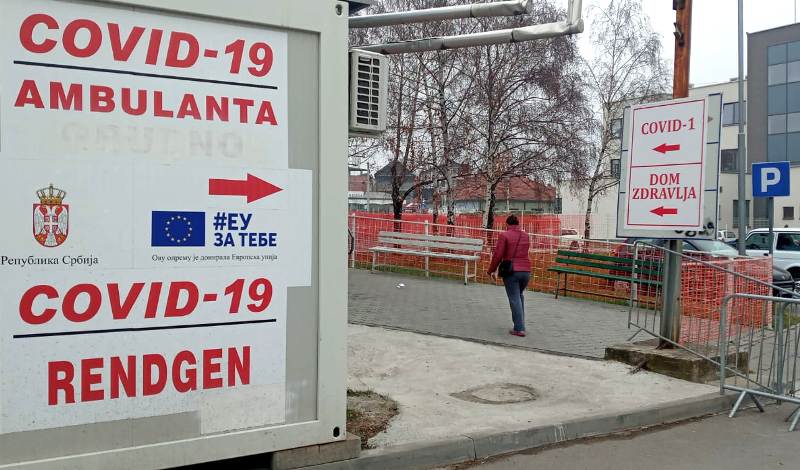 COVID-19
AMBULANTA
Република Србија
#ЕУ
ЗА ТЕБЕ
Ову опрему је донирала Европска унија
COVID-19
RENDGEN
COVID-1
DOM
ZDRAVLJA
P